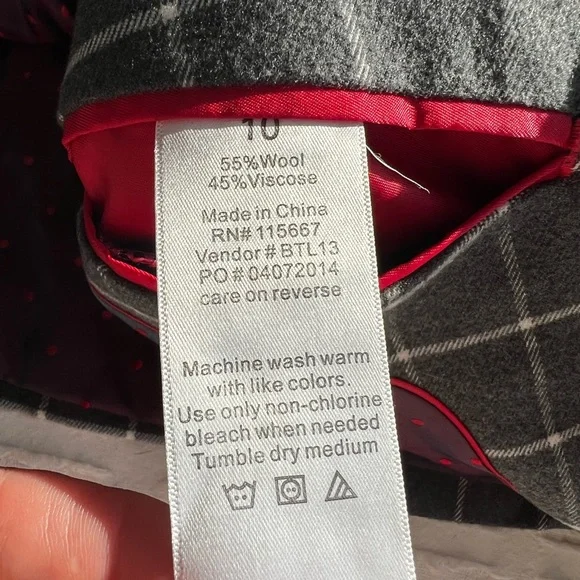 10
55%Wool
45%Viscose
Made in China
RN# 115667
Vendor # BTL13
PO # 04072014
care on reverse
Machine wash warm
with like colors.
Use only non-chlorine
bleach when needed
Tumble dry medium